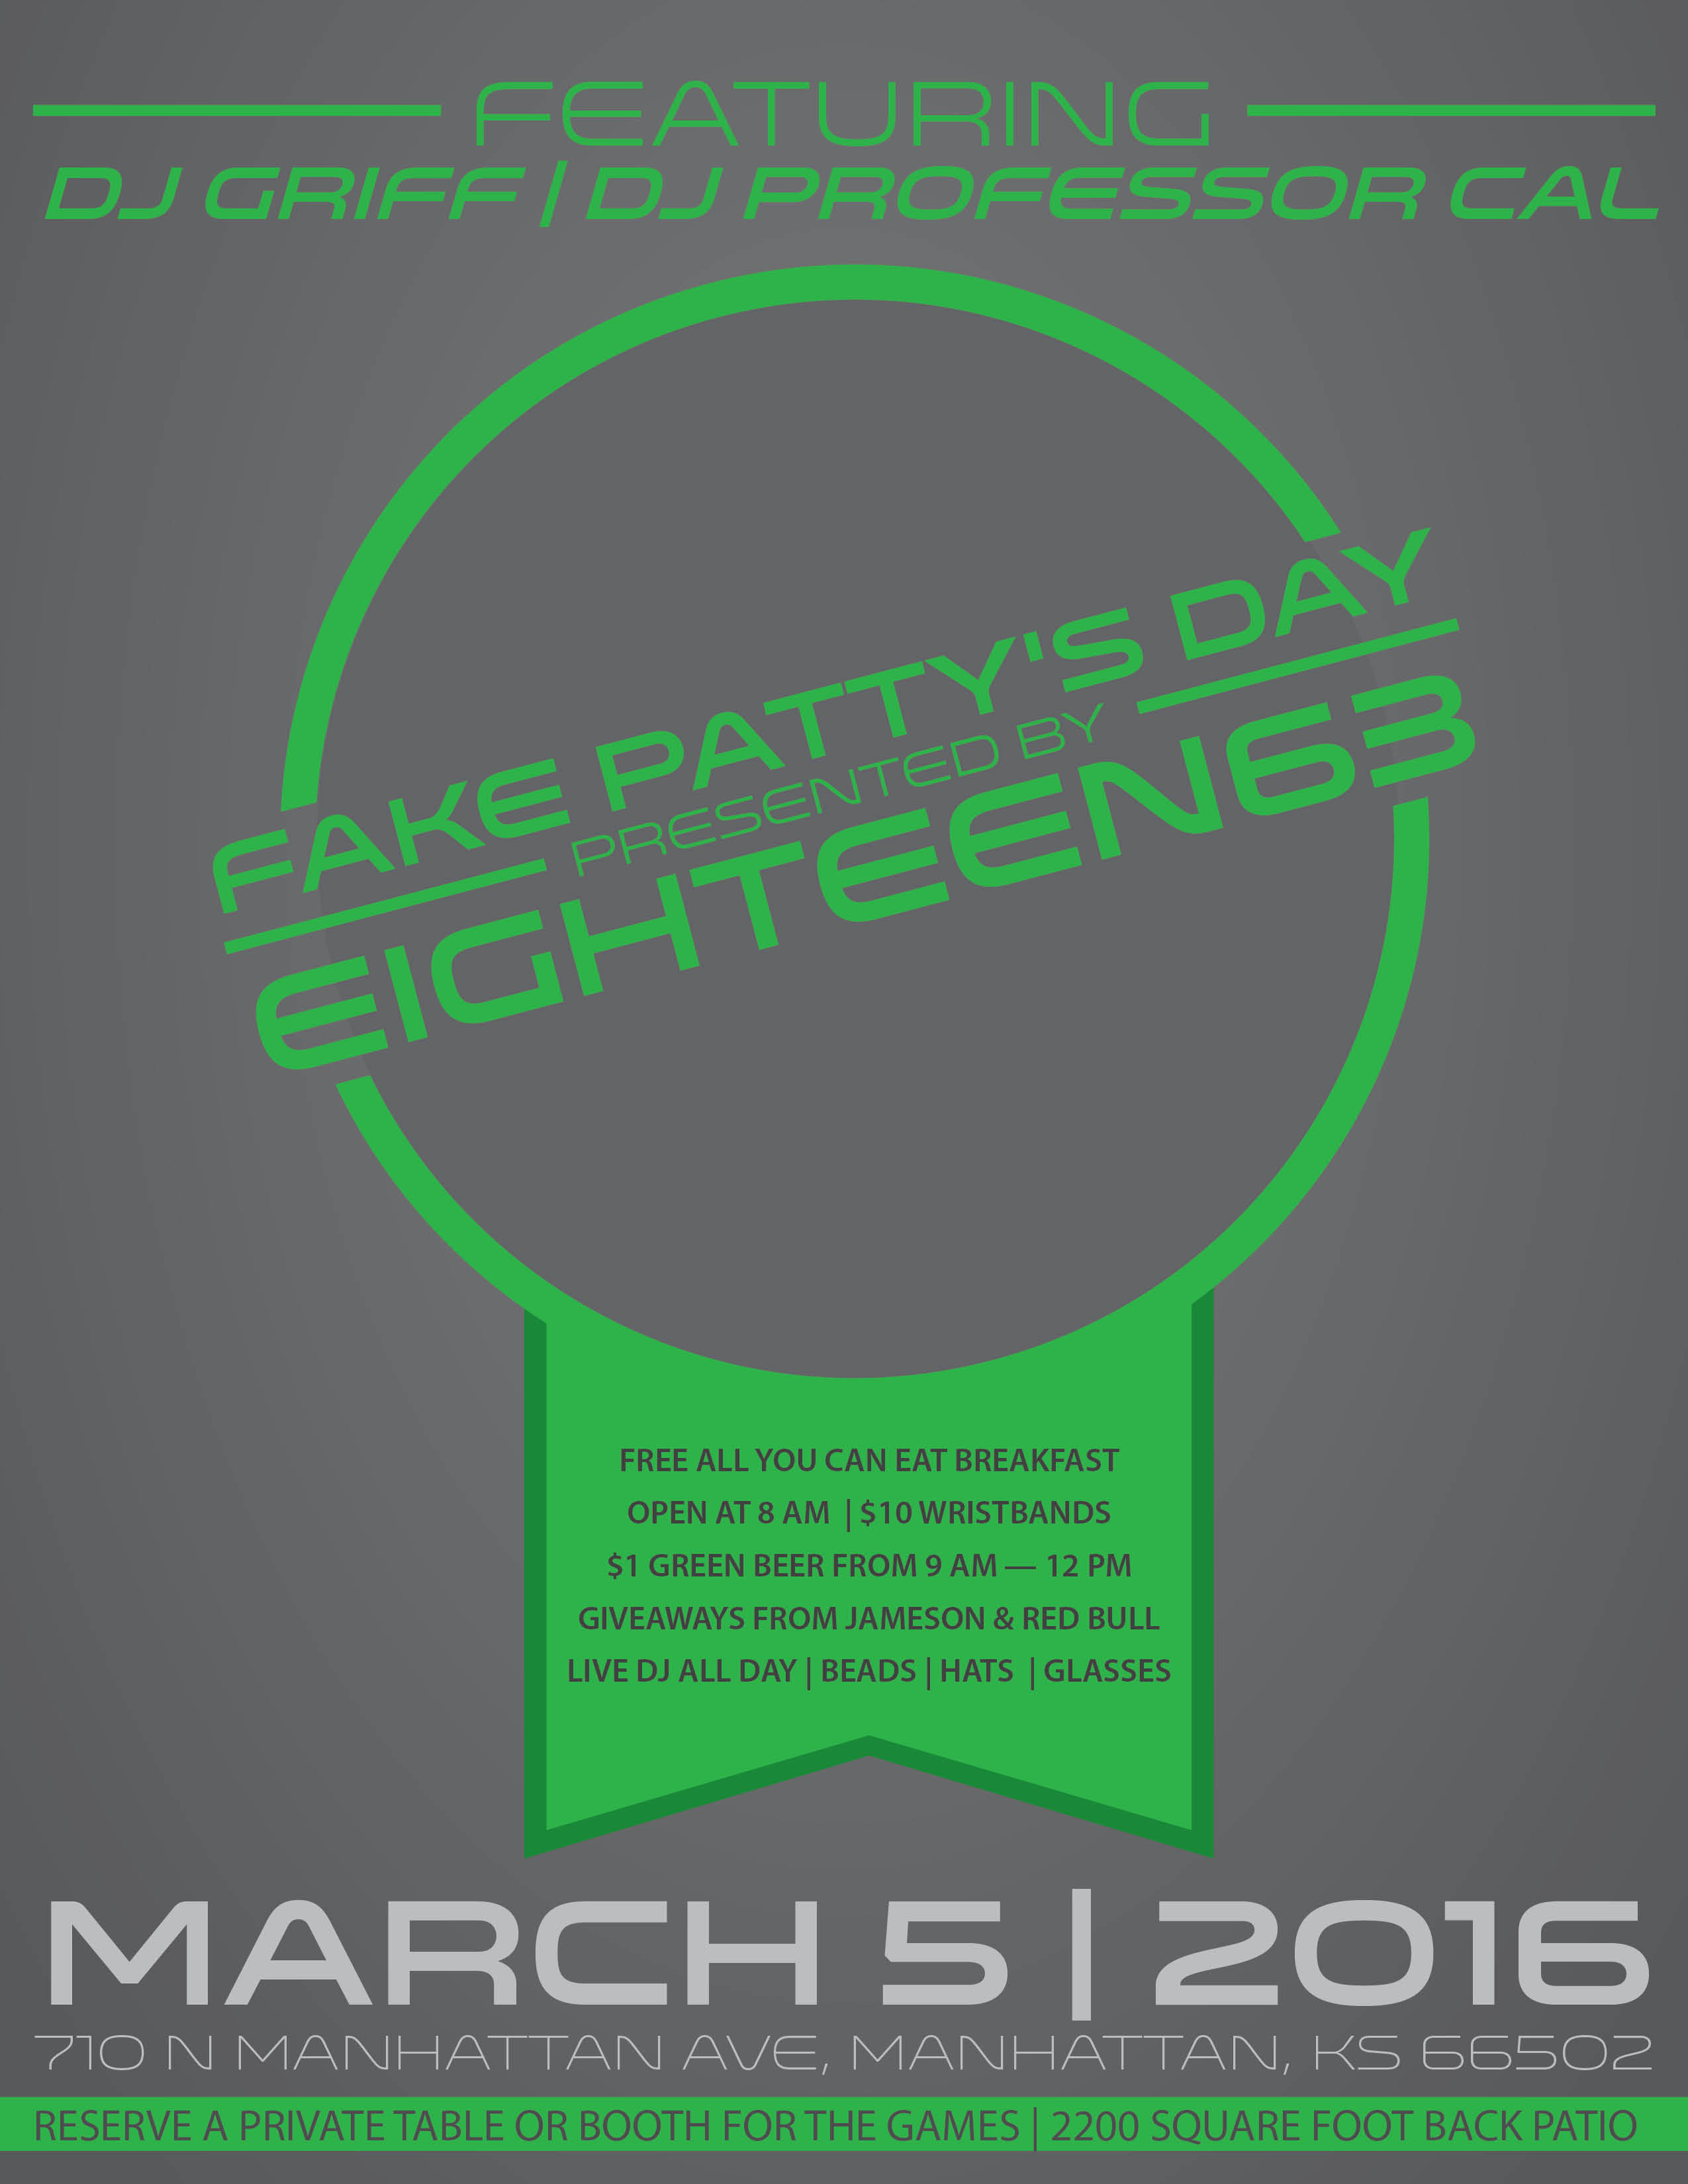 FEATURING
DJ GRIFF | DJ PROFESSOR CAL
FAKE PATTY'S DAY
PRESENTED BY
EIGHTEEN63
FREE ALL YOU CAN EAT BREAKFAST
OPEN AT 8 AM | $10 WRISTBANDS
$1 GREEN BEER FROM 9 AM — 12 PM
GIVEAWAYS FROM JAMESON & RED BULL
LIVE DJ ALL DAY | BEADS | HATS | GLASSES
MARCH 5 | 2016
710 N MANHATTAN AVE, MANHATTAN, KS 66502
RESERVE A PRIVATE TABLE OR BOOTH FOR THE GAMES | 2200 SQUARE FOOT BACK PATIO